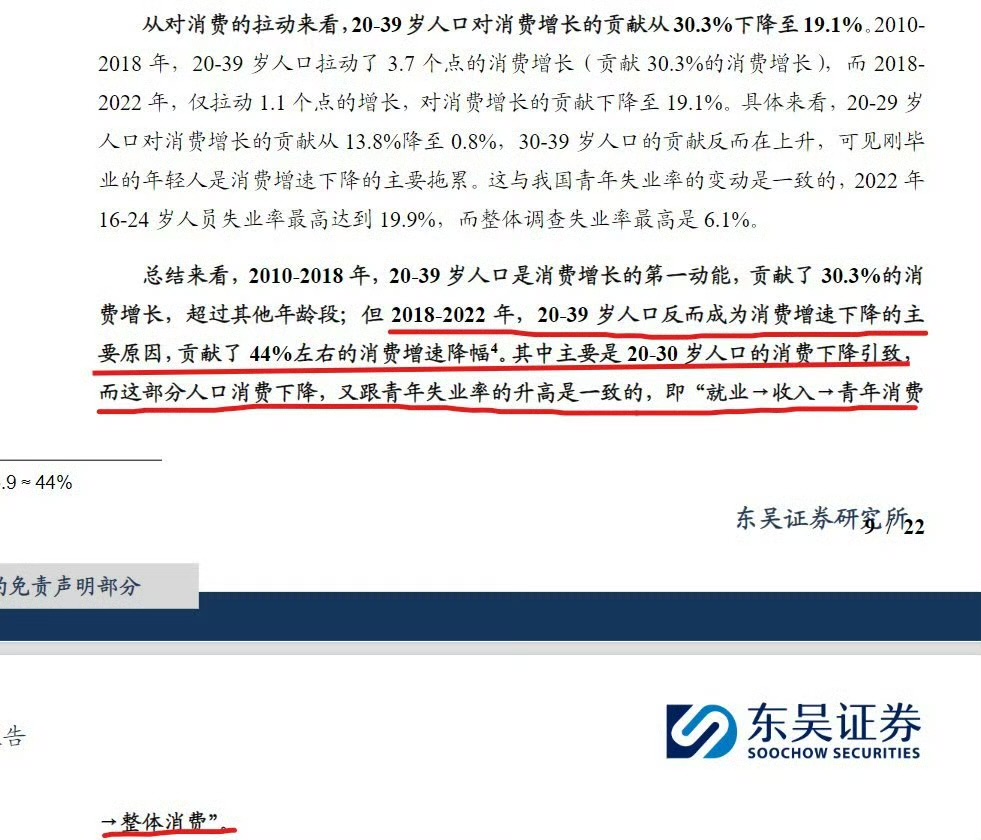 从对消费的拉动来看，20-39 岁人口对消费增长的贡献从 30.3%下降至 19.1%。2010-
2018 年，20-39 岁人口拉动了 3.7 个点的消费增长（贡献 30.3%的消费增长），而 2018-
2022 年，仅拉动 1.1 个点的增长，对消费增长的贡献下降至 19.1%。具体来看，20-29 岁
人口对消费增长的贡献从 13.8%降至 0.8%，30-39 岁人口的贡献反而在上升，可见刚毕
业的年轻人是消费增速下降的主要拖累。这与我国青年失业率的变动是一致的，2022 年
16-24 岁人员失业率最高达到 19.9%，而整体调查失业率最高是 6.1%。
总结来看，2010-2018 年，20-39 岁人口是消费增长的第一动能，贡献了 30.3%的消
费增长，超过其他年龄段；但 2018-2022 年，20-39 岁人口反而成为消费增速下降的主
要原因，贡献了 44%左右的消费增速降幅⁴。其中主要是 20-30 岁人口的消费下降引致，
而这部分人口消费下降，又跟青年失业率的升高是一致的，即“就业→收入→青年消费
.9≈44%
东吴证券研究所
9 / 22
的免责声明部分
告
东吴证券
SOOCHOW SECURITIES
→整体消费”。